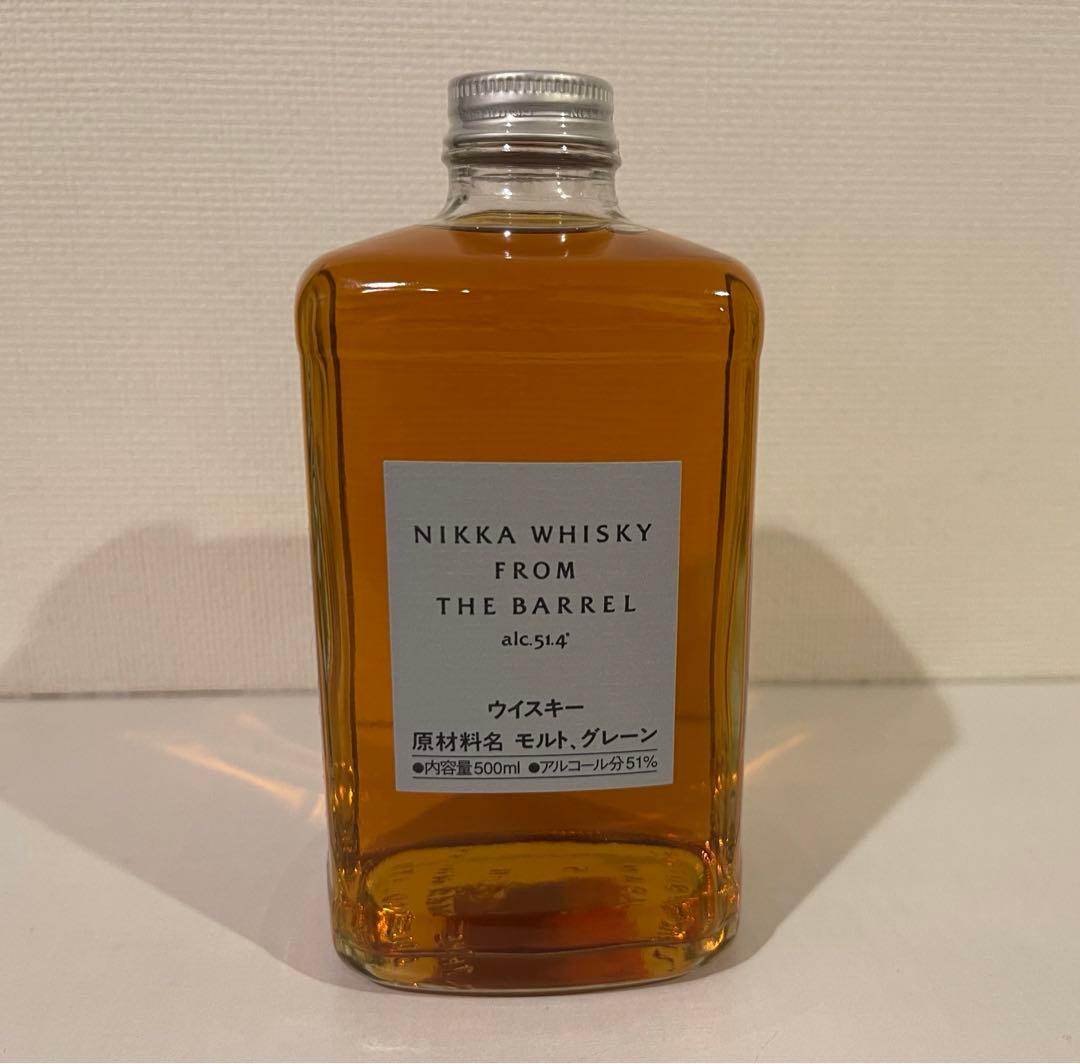 NIKKA WHISKY
FROM
THE BARREL
alc.51.4°
ウイスキー
原材料名 モルト、グレーン
●内容量500ml ●アルコール分51%